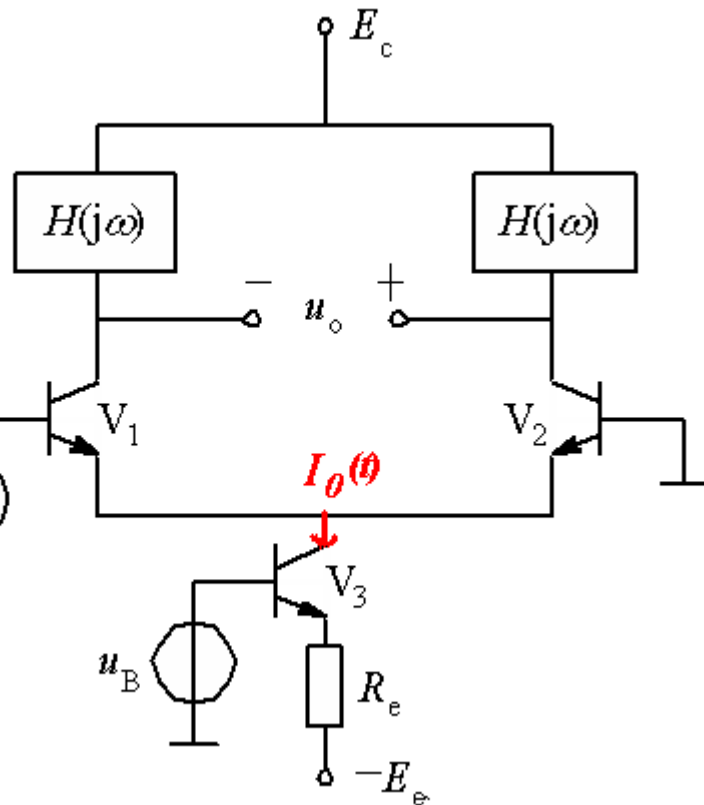 E_c
H(jω) H(jω)
− u_o +
V_1 V_2
I_0(t)
V_3
u_B R_e
−E_e